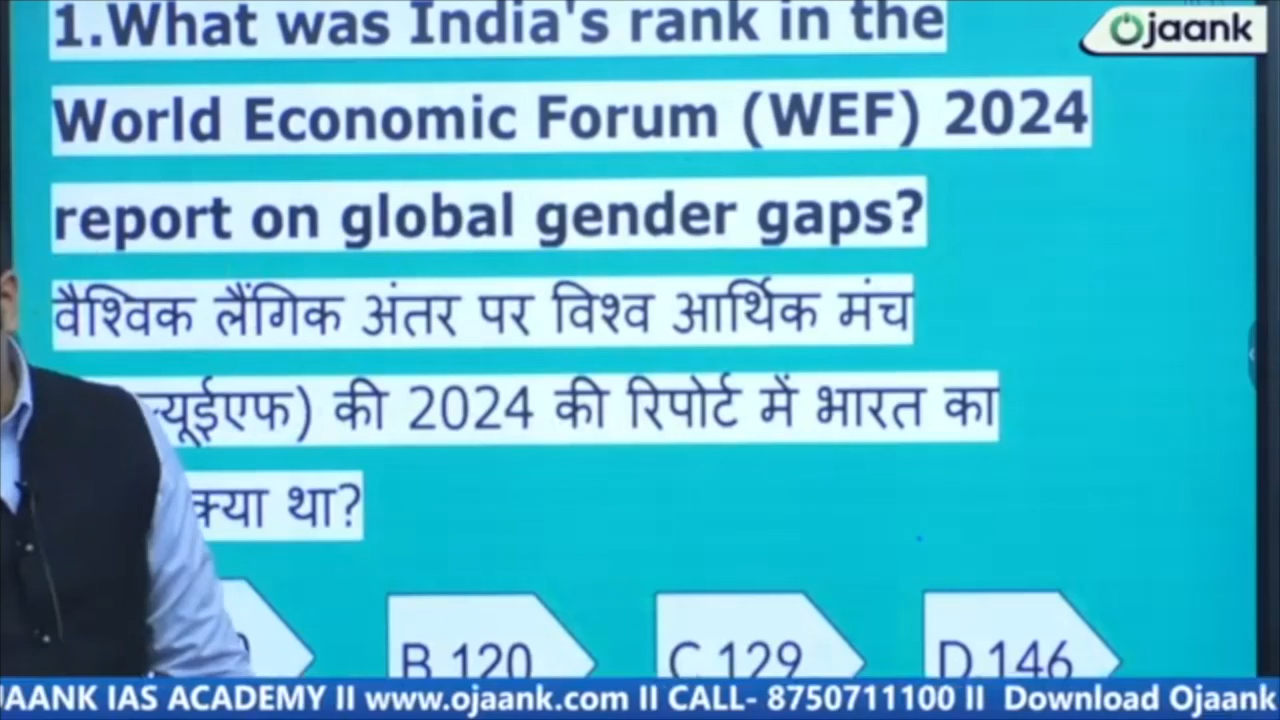 1.What was India's rank in the
Ojaank
World Economic Forum (WEF) 2024
report on global gender gaps?
वैश्विक लैंगिक अंतर पर विश्व आर्थिक मंच
की 2024 की रिपोर्ट में भारत का
क्या था?
B.120 C.129 D.146
IAS ACADEMY II www.ojaank.com II CALL- 8750711100 II Download Ojaank